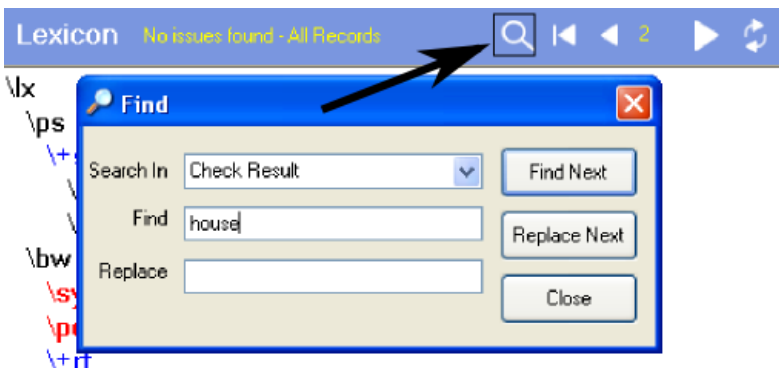 Lexicon No issues found - All Records 2
\lx
Find
\ps
Search In Check Result Find Next
Find house Replace Next
\bw
Replace
Close
\+rf